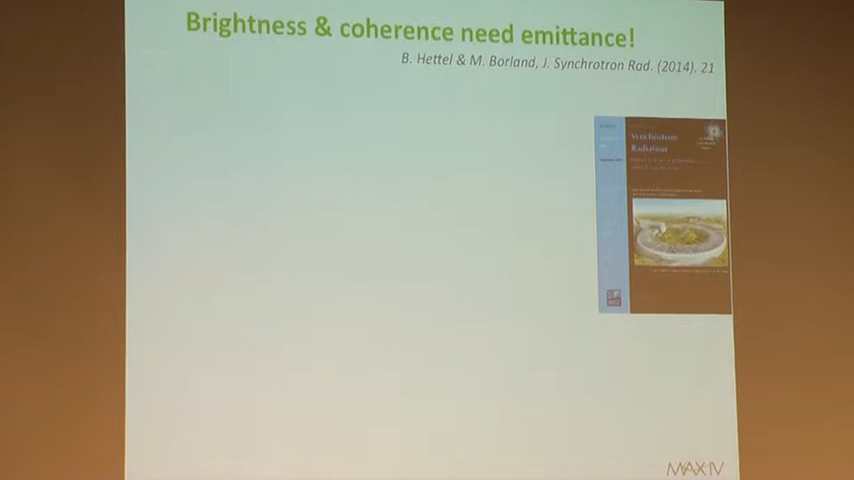 Brightness & coherence need emittance!
B. Hettel & M. Borland, J. Synchrotron Rad. (2014). 21
Synchrotron
Radiation
MAX IV